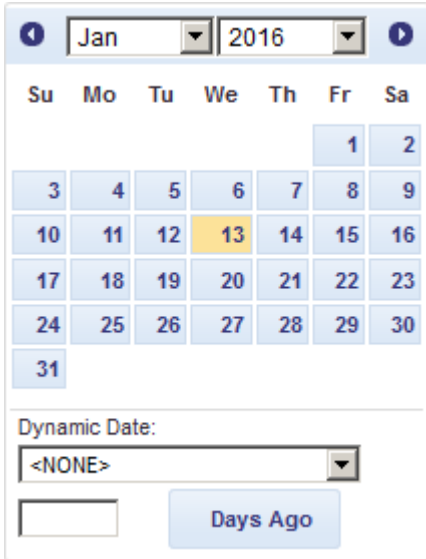 Jan 2016
Su Mo Tu We Th Fr Sa
1 2
3 4 5 6 7 8 9
10 11 12 13 14 15 16
17 18 19 20 21 22 23
24 25 26 27 28 29 30
31
Dynamic Date:
<NONE>
Days Ago